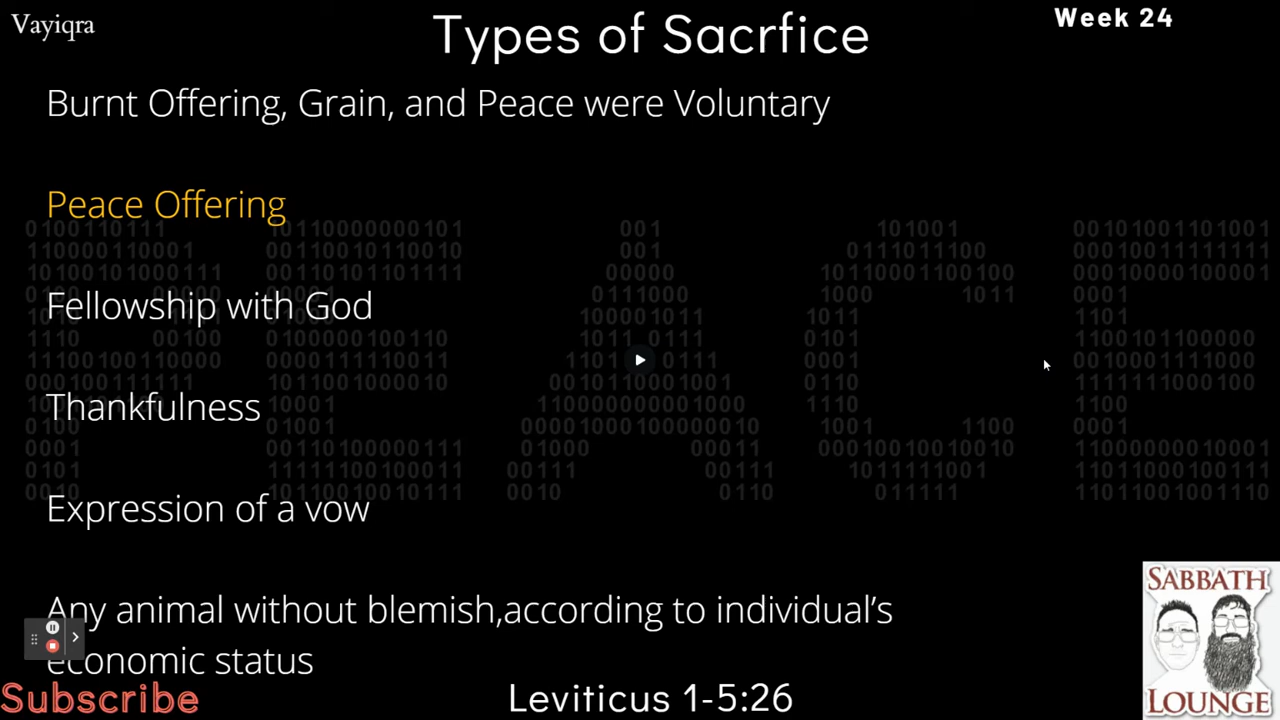 Vayiqra
Types of Sacrfice
Week 24
Burnt Offering, Grain, and Peace were Voluntary
Peace Offering
Fellowship with God
Thankfulness
Expression of a vow
Any animal without blemish,according to individual’s
economic status
Subscribe
Leviticus 1-5:26
SABBATH
LOUNGE
PEACE